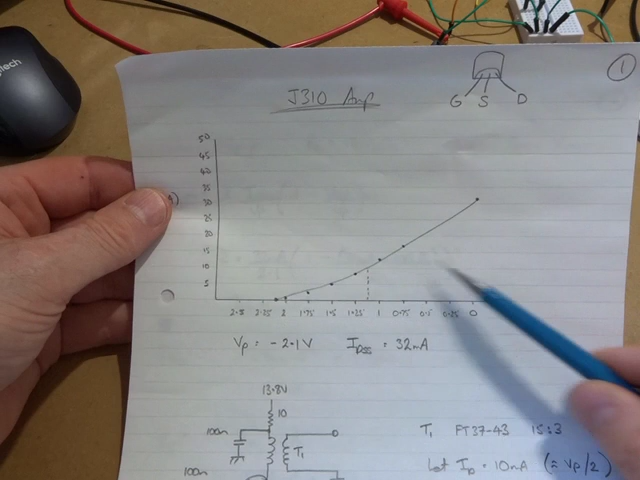 1
J310 Amp
G S D
50
45
40
35
30
25
20
15
10
5
2.5 2.25 2 1.75 1.5 1.25 1 0.75 0.5 0.25 0
Vp = -2.1V IDSS = 32mA
13.8V
10
100n
T1
T1 FT37-43 15:3
100n
Let ID = 10mA (≈ Vp/2)